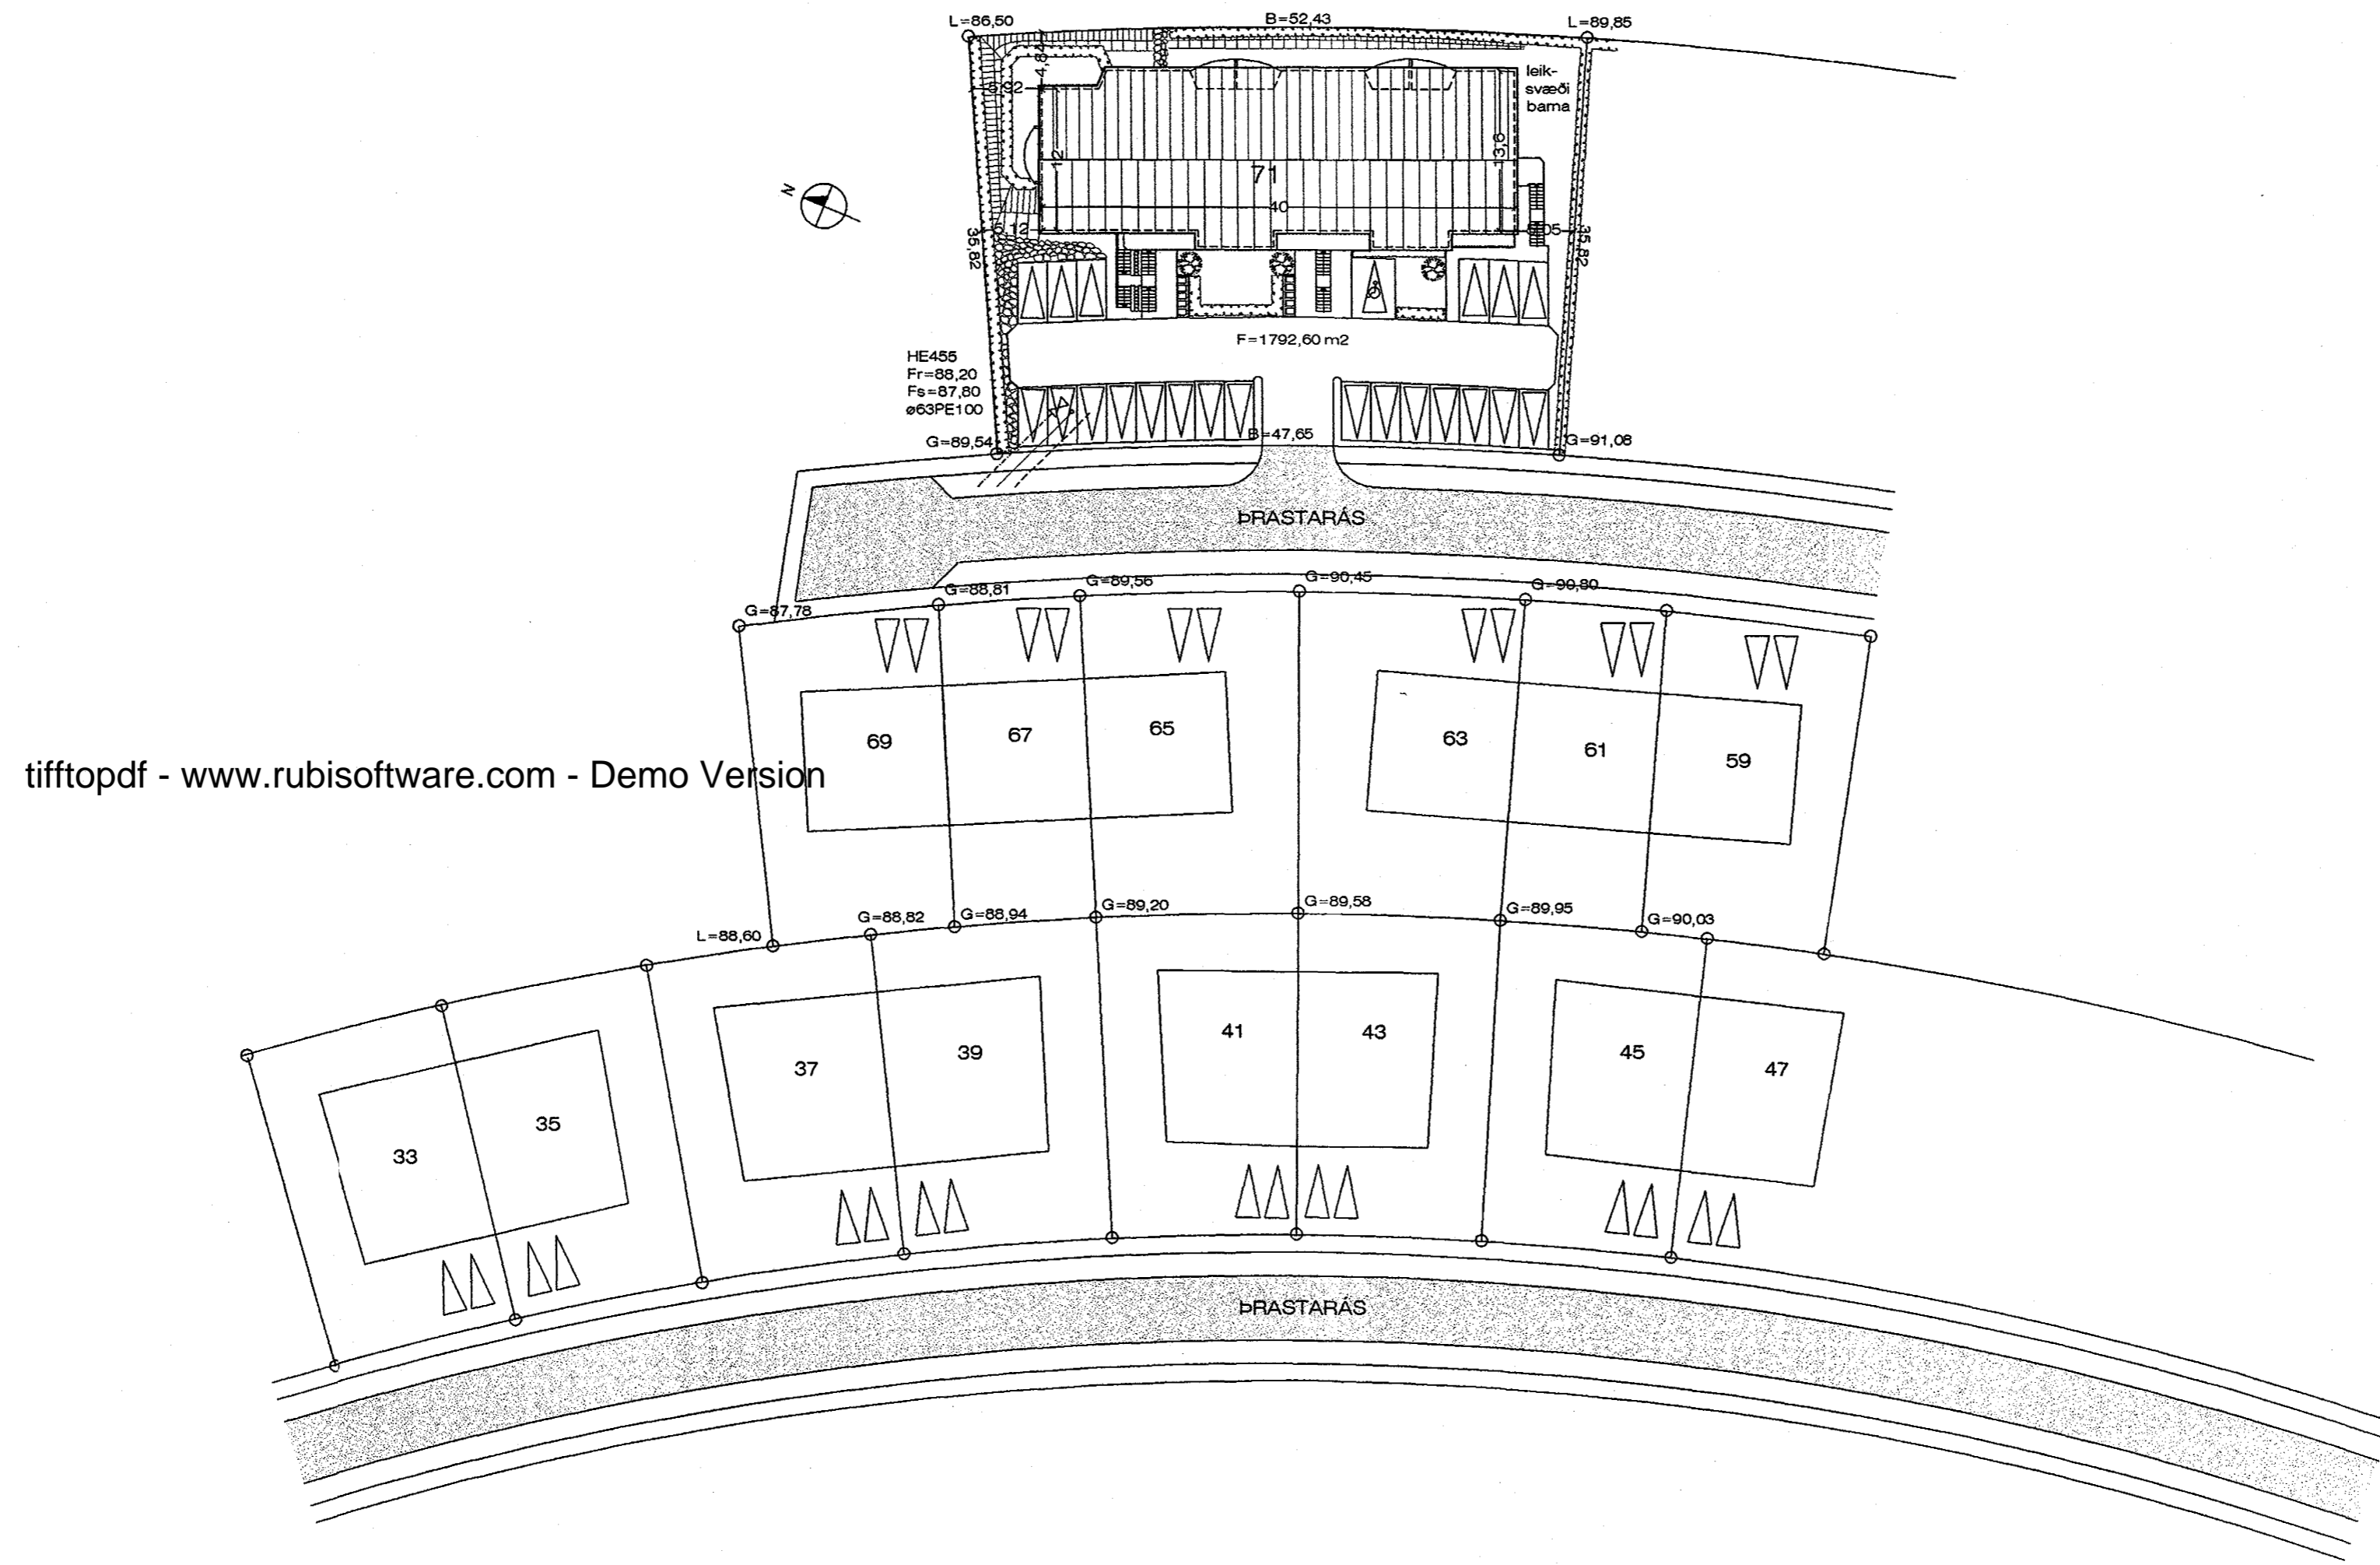 L=86,50
B=52,43
L=89,85
4,84
5,92
leik-
svæði
barna
12
13,6
71
N
40
5,12
5,05
35,82
35,82
F=1792,60 m2
HE455
Fr=88,20
Fs=87,80
ø63PE100
G=89,54
B=47,65
G=91,08
ÞRASTARÁS
G=87,78
G=88,81
G=89,56
G=90,45
G=90,80
69
67
65
63
61
59
tifftopdf - www.rubisoftware.com - Demo Version
L=88,60
G=88,82
G=88,94
G=89,20
G=89,58
G=89,95
G=90,03
33
35
37
39
41
43
45
47
ÞRASTARÁS